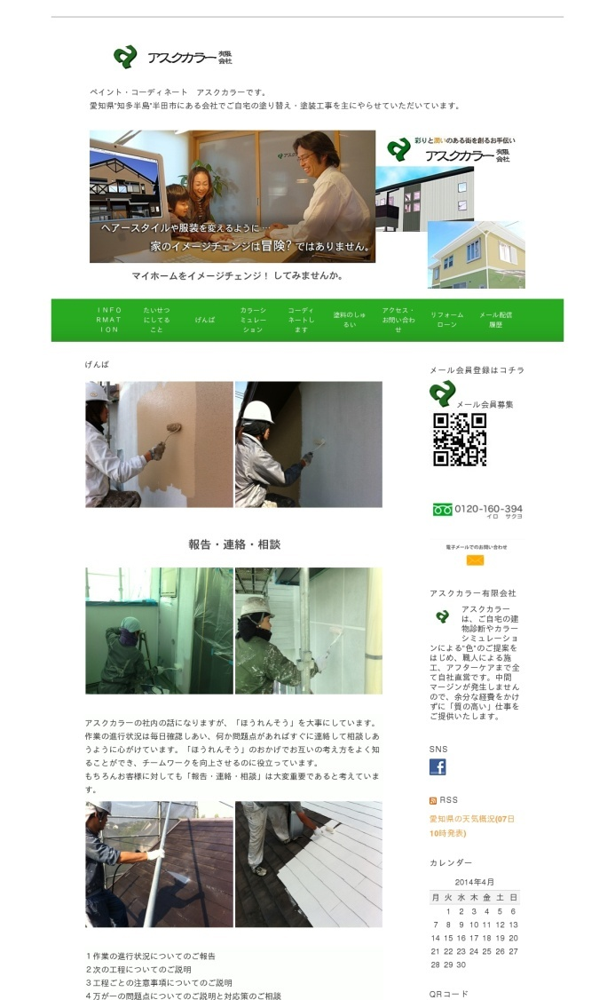 アスクカラー有限会社
ペイント・コーディネート　アスクカラーです。
愛知県"知多半島"半田市にある会社でご自宅の塗り替え・塗装工事を主にやらせていただいています。
ヘアースタイルや服装を変えるように…
家のイメージチェンジは冒険?ではありません。
彩りと潤いのある街を創るお手伝い
アスクカラー有限会社
マイホームをイメージチェンジ！してみませんか。
ＩＮＦＯ
ＲＭＡＴ
ＩＯＮ
たいせつ
にしてる
こと
げんば
カラーシ
ミュレー
ション
コーディ
ネートし
ます
塗料のしゅ
るい
アクセス・
お問い合わ
せ
リフォーム
ローン
メール配信
履歴
げんば
報告・連絡・相談
アスクカラーの社内の話になりますが、「ほうれんそう」を大事にしています。
作業の進行状況は毎日確認しあい、何か問題点があればすぐに連絡して相談しあ
うように心がけています。「ほうれんそう」のおかげでお互いの考え方をよく知
ることができ、チームワークを向上させるのに役立っています。
もちろんお客様に対しても「報告・連絡・相談」は大変重要であると考えていま
す。
１作業の進行状況についてのご報告
２次の工程についてのご説明
３工程ごとの注意事項についてのご説明
４万が一の問題点についてのご説明と対応策のご相談
メール会員登録はコチラ
メール会員募集
0120-160-394
イロ　サクヨ
電子メールでのお問い合わせ
アスクカラー有限会社
アスクカラー
は、ご自宅の建
物診断やカラー
シミュレーショ
ンによる"色"のご提案を
はじめ、職人による施
工、アフターケアまで全
て自社直営です。中間
マージンが発生しません
ので、余分な経費をかけ
ずに「質の高い」仕事を
ご提供いたします。
SNS
RSS
愛知県の天気概況(07日
10時発表)
カレンダー
2014年4月
月 火 水 木 金 土 日
1 2 3 4 5 6
7 8 9 10 11 12 13
14 15 16 17 18 19 20
21 22 23 24 25 26 27
28 29 30
QRコード